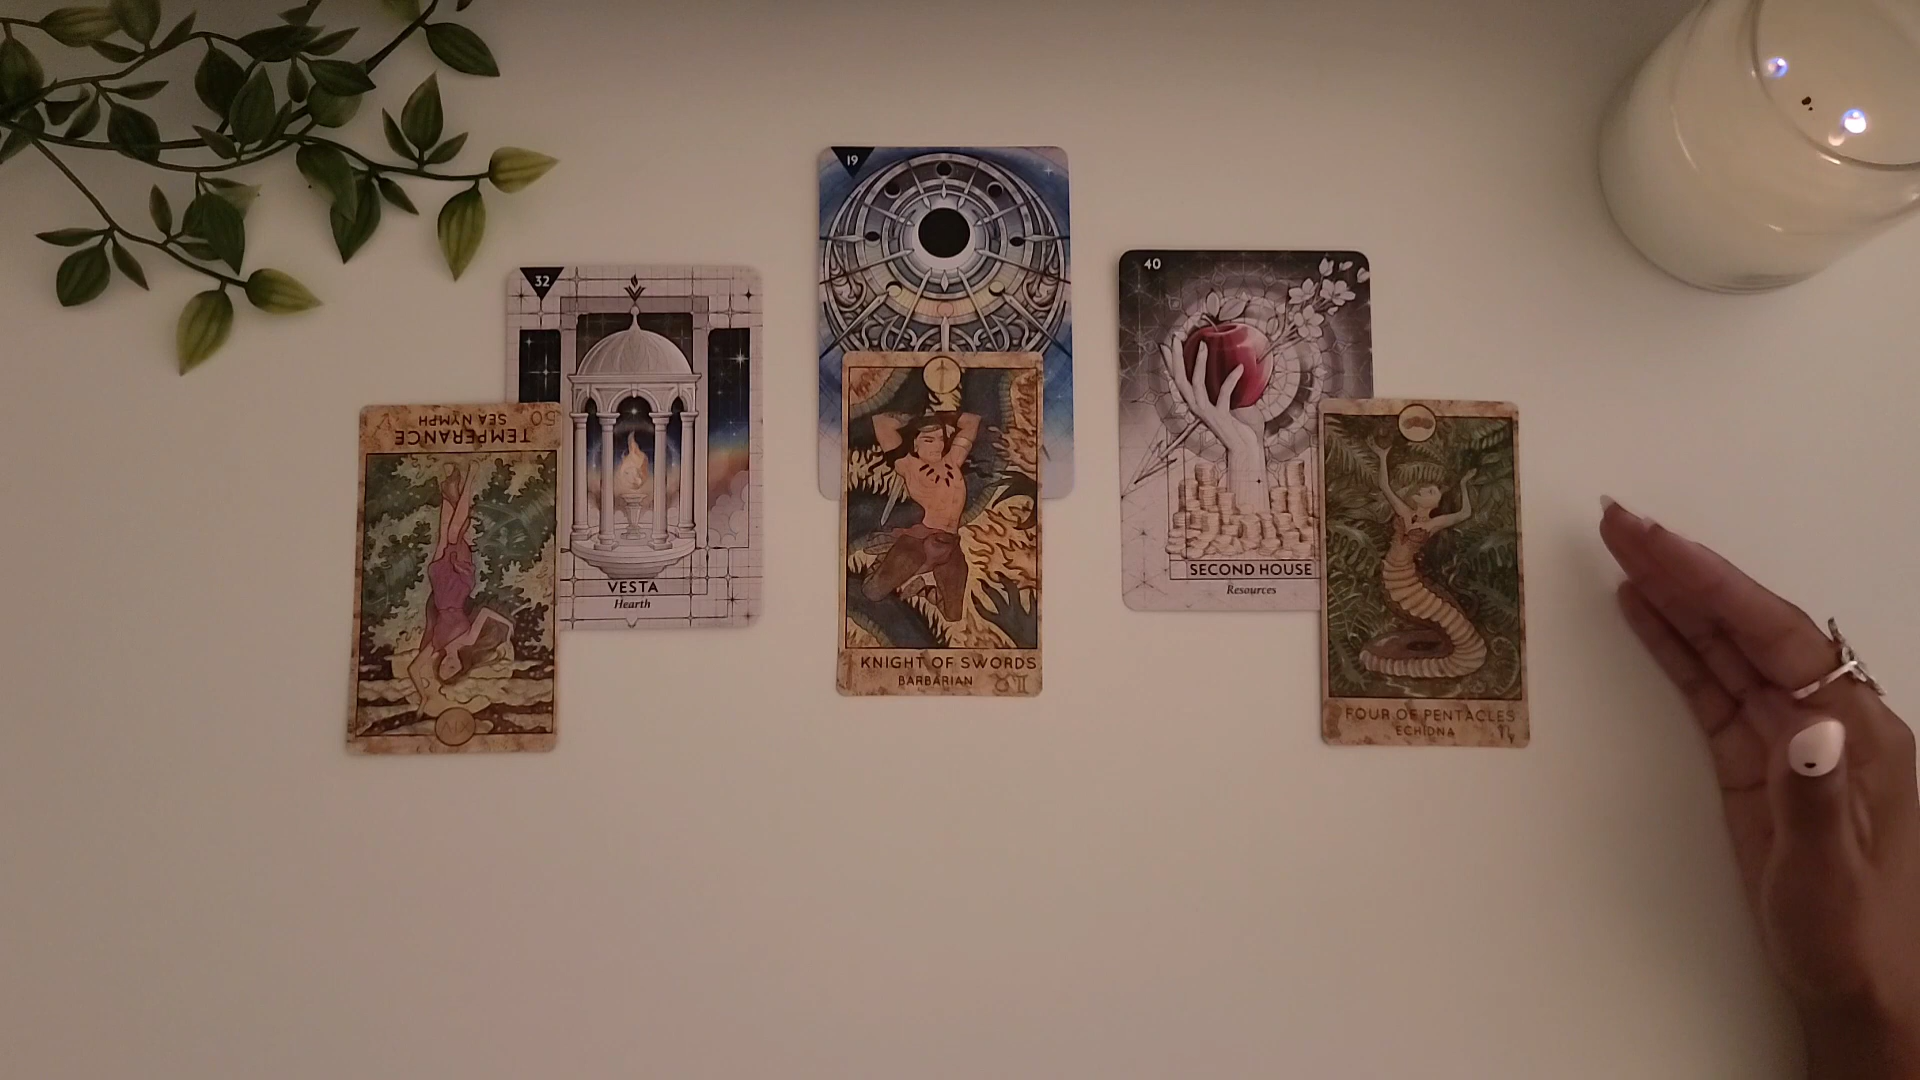 19
32
VESTA
Hearth
40
SECOND HOUSE
Resources
TEMPERANCE
SEA NYMPH
XIV
KNIGHT OF SWORDS
BARBARIAN
FOUR OF PENTACLES
ECHIDNA